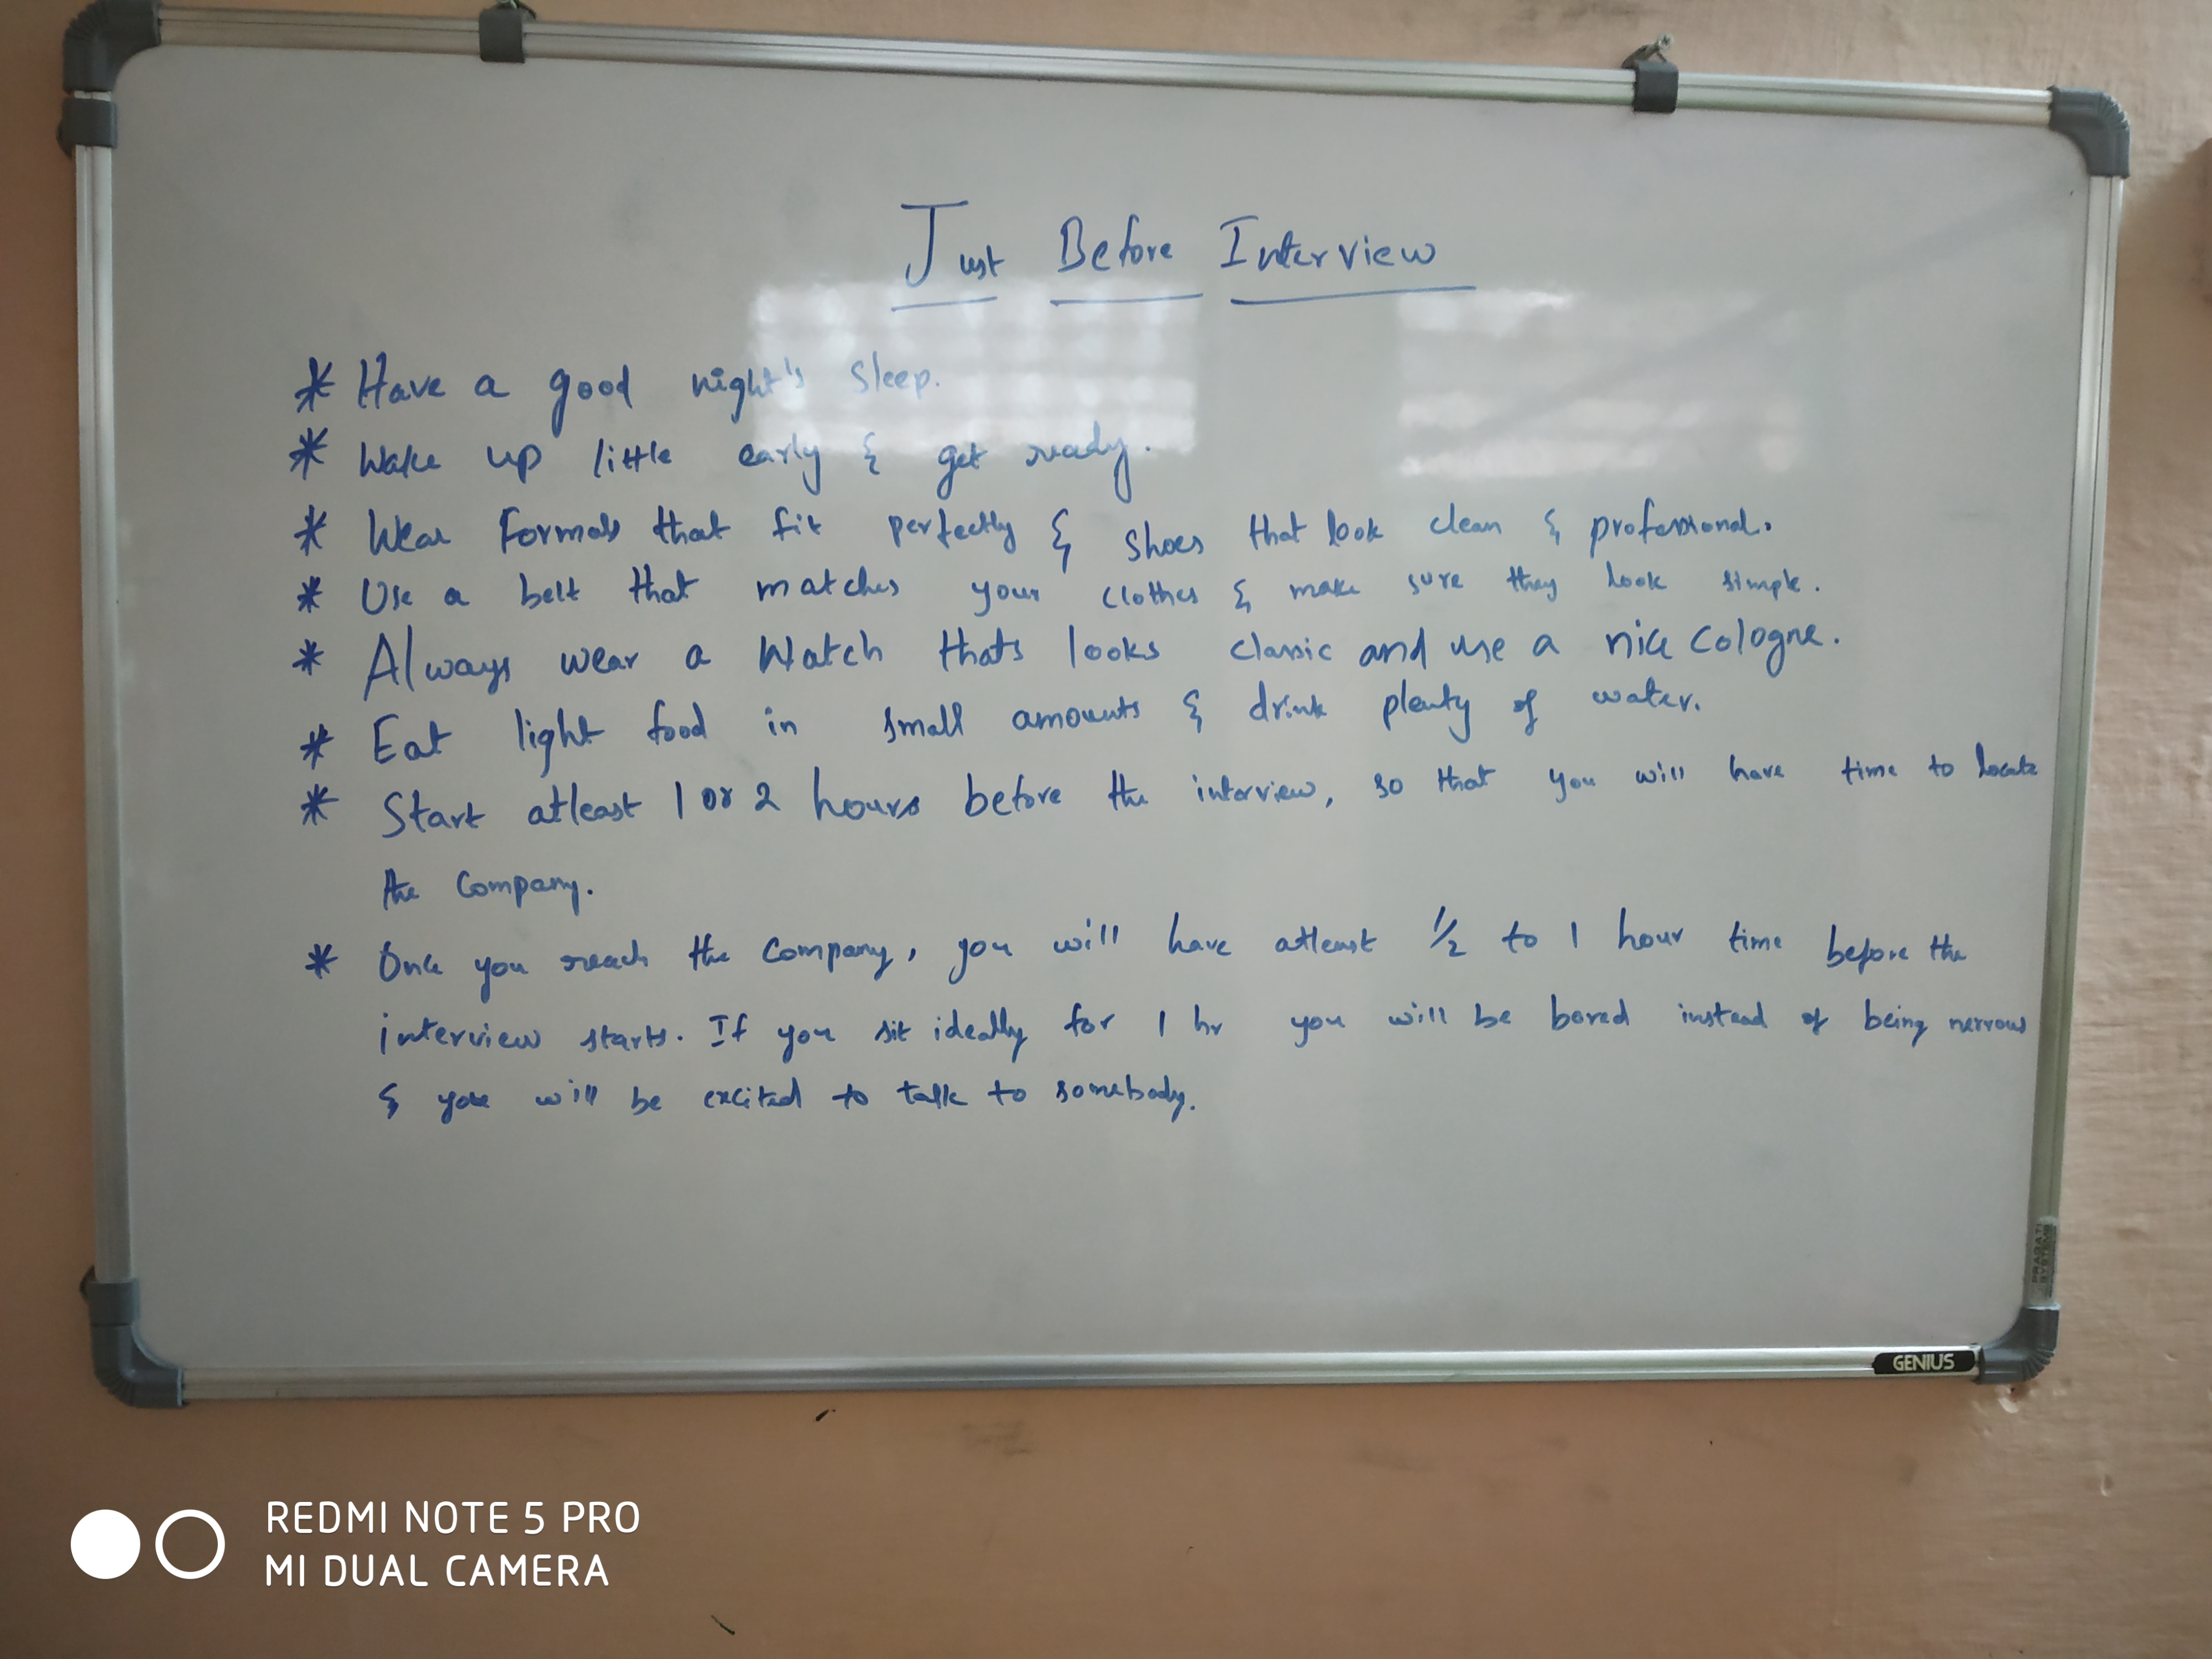 Just Before Interview
* Have a good night's sleep.
* Wake up little early & get ready.
* Wear Formals that fit perfectly & shoes that look clean & professional.
* Use a belt that matches your clothes & make sure they look simple.
* Always wear a Watch thats looks classic and use a nice cologne.
* Eat light food in small amounts & drink plenty of water.
* Start atleast 1 or 2 hours before the interview, so that you will have time to locate
the Company.
* Once you reach the Company, you will have atleast 1/2 to 1 hour time before the
interview starts. If you sit ideally for 1 hr you will be bored instead of being nervous
& you will be excited to talk to somebody.
PRAGATI SYSTEMS
GENIUS
REDMI NOTE 5 PRO
MI DUAL CAMERA